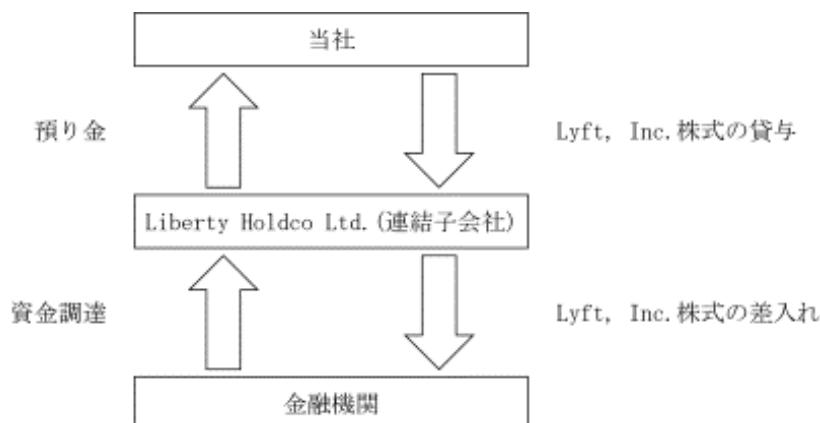 当社
預り金
Lyft, Inc.株式の貸与
Liberty Holdco Ltd.(連結子会社)
資金調達
Lyft, Inc.株式の差入れ
金融機関